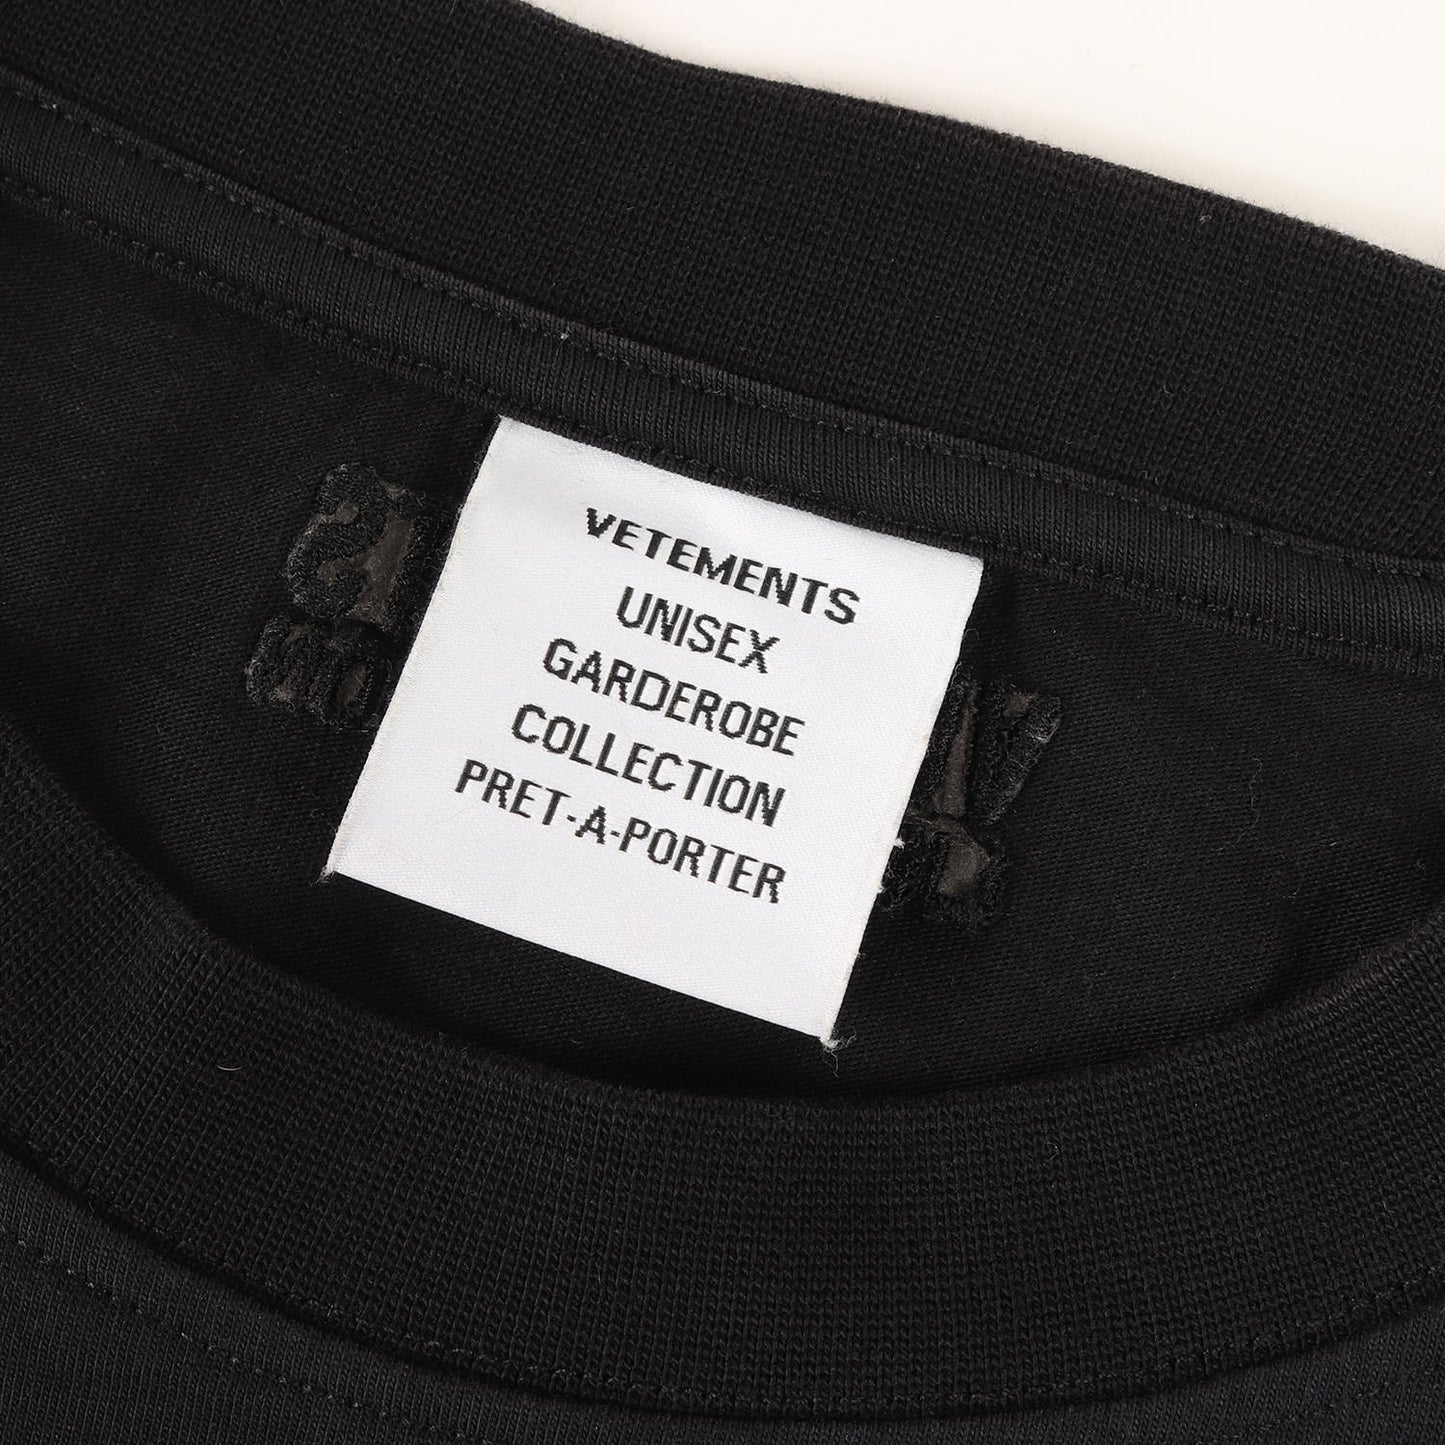 VETEMENTS
UNISEX
GARDEROBE
COLLECTION
PRET-A-PORTER